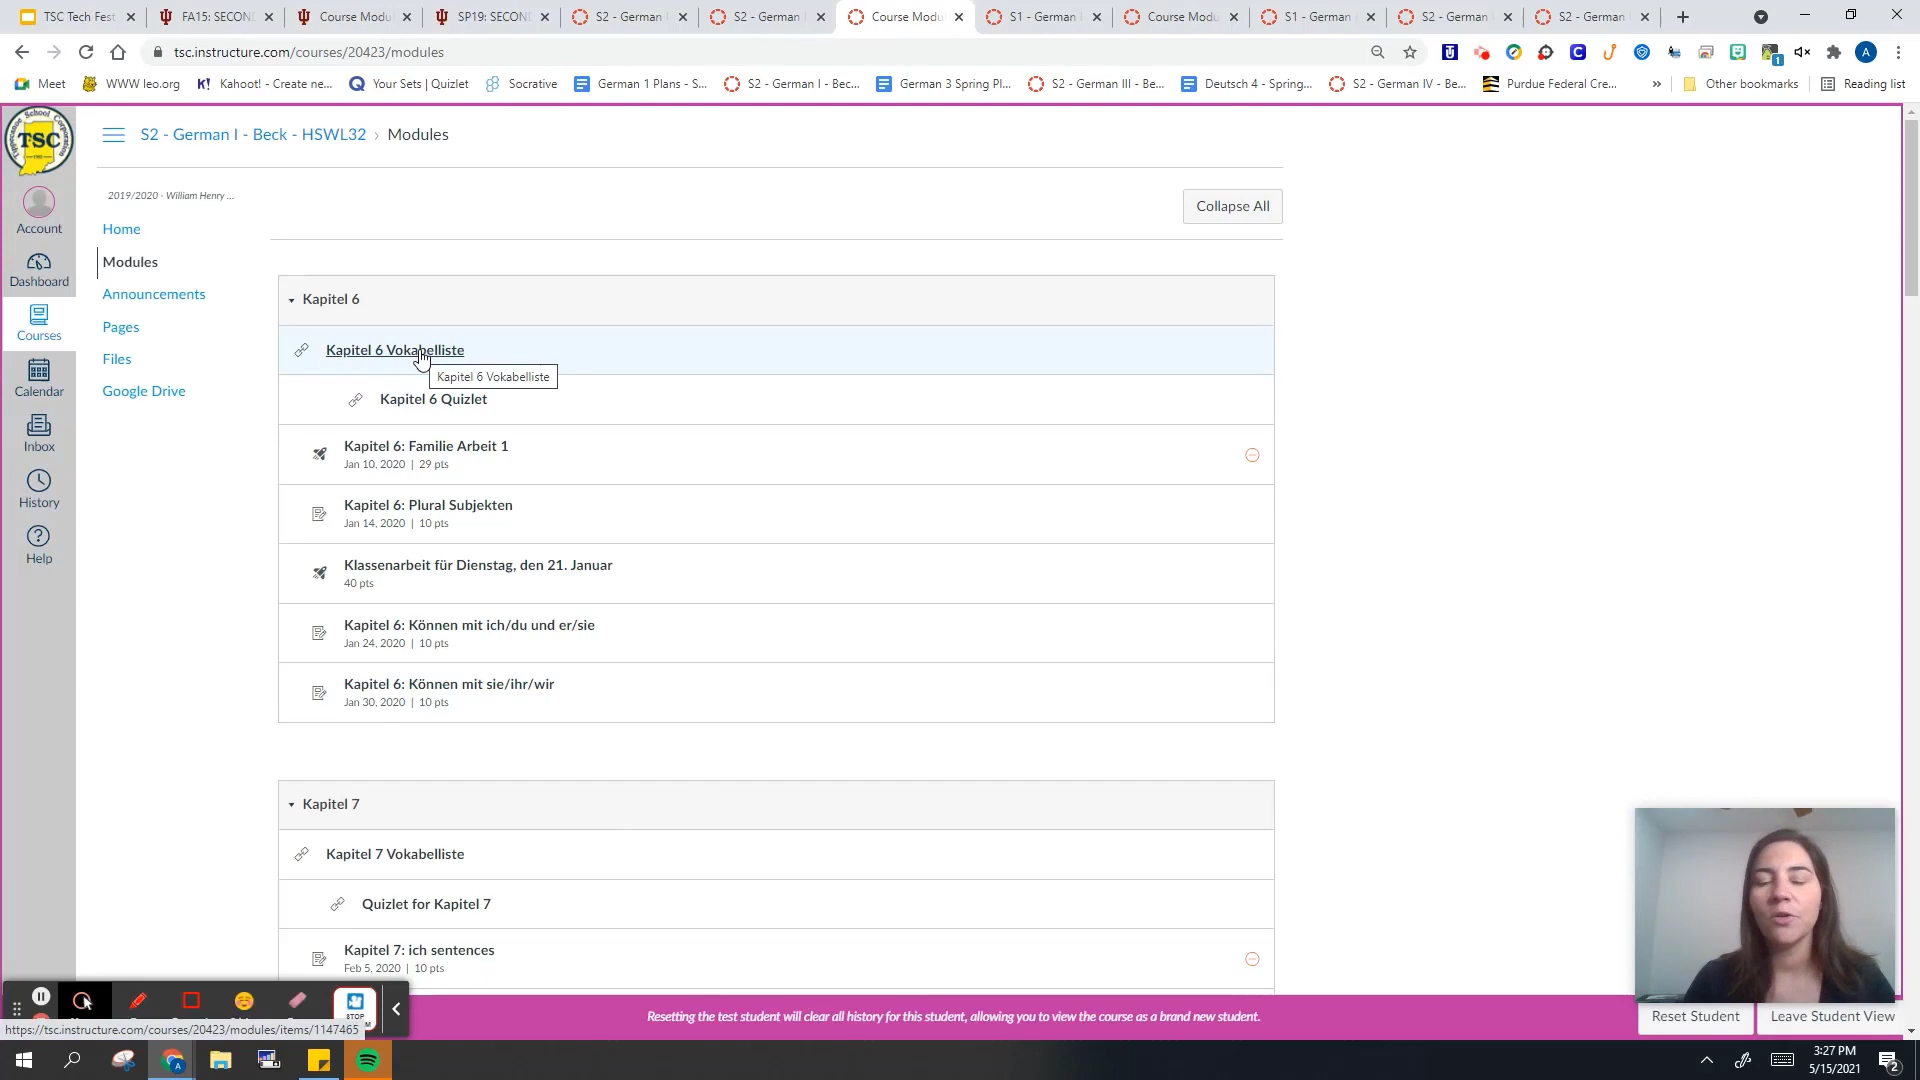 TSC Tech Fest
FA15: SECOND
Course Modu
SP19: SECON
S2 - German
S2 - German
Course Modu
S1 - German
Course Modu
S1 - German
S2 - German
S2 - German
tsc.instructure.com/courses/20423/modules
Meet
WWW leo.org
Kahoot! - Create ne...
Your Sets | Quizlet
Socrative
German 1 Plans - S...
S2 - German I - Bec...
German 3 Spring Pl...
S2 - German III - Be...
Deutsch 4 - Spring...
S2 - German IV - Be...
Purdue Federal Cre...
Other bookmarks
Reading list
TSC
S2 - German I - Beck - HSWL32 › Modules
2019/2020 - William Henry ...
Collapse All
Account
Dashboard
Courses
Calendar
Inbox
History
Help
Home
Modules
Announcements
Pages
Files
Google Drive
Kapitel 6
Kapitel 6 Vokabelliste
Kapitel 6 Vokabelliste
Kapitel 6 Quizlet
Kapitel 6: Familie Arbeit 1
Jan 10, 2020 | 29 pts
Kapitel 6: Plural Subjekten
Jan 14, 2020 | 10 pts
Klassenarbeit für Dienstag, den 21. Januar
40 pts
Kapitel 6: Können mit ich/du und er/sie
Jan 24, 2020 | 10 pts
Kapitel 6: Können mit sie/ihr/wir
Jan 30, 2020 | 10 pts
Kapitel 7
Kapitel 7 Vokabelliste
Quizlet for Kapitel 7
Kapitel 7: ich sentences
Feb 5, 2020 | 10 pts
STOP
https://tsc.instructure.com/courses/20423/modules/items/1147465
Resetting the test student will clear all history for this student, allowing you to view the course as a brand new student.
Reset Student
Leave Student View
3:27 PM
5/15/2021
2